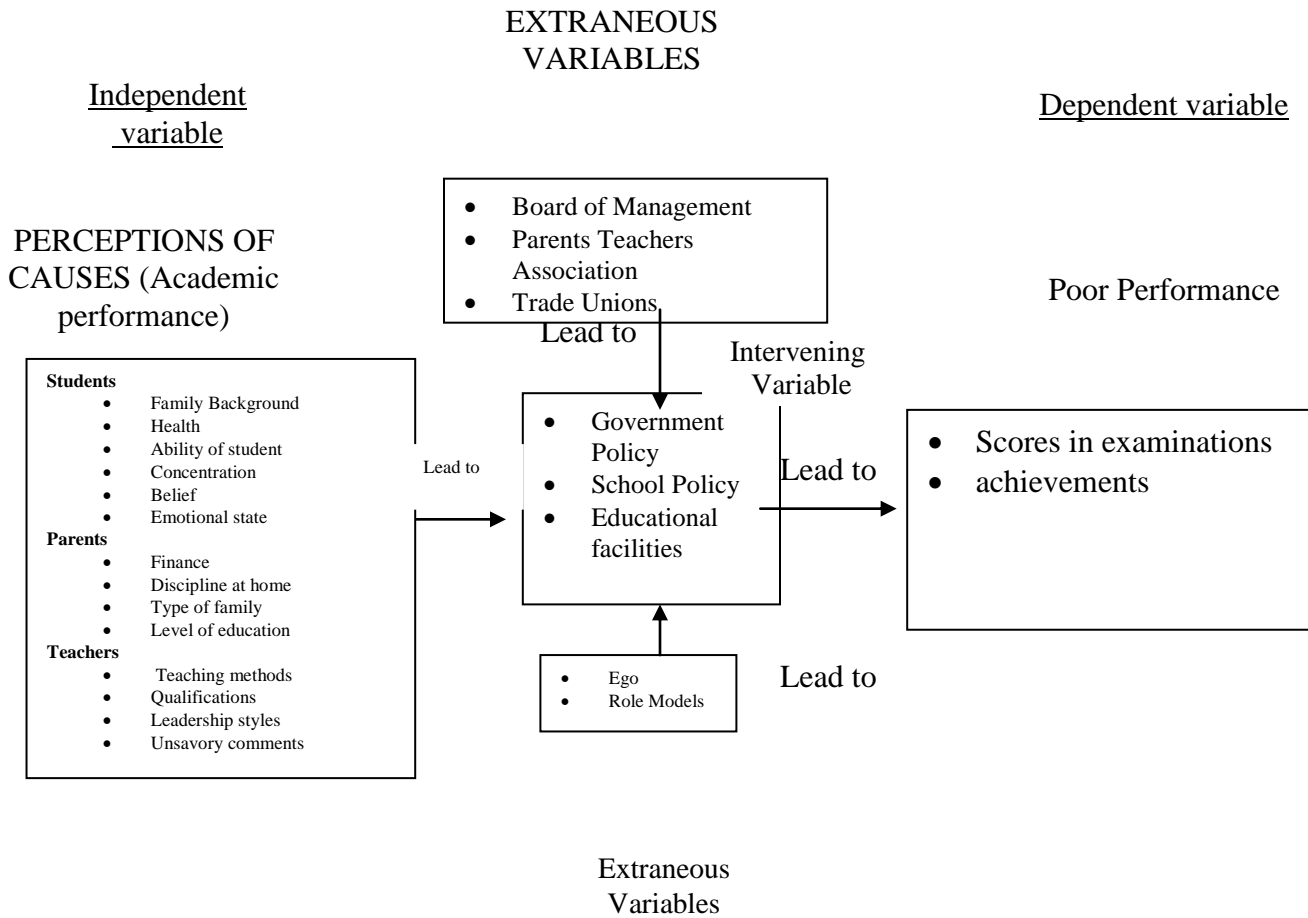 EXTRANEOUS
VARIABLES
Independent
variable
Dependent variable
• Board of Management
• Parents Teachers
Association
• Trade Unions
PERCEPTIONS OF
CAUSES (Academic
performance)
Poor Performance
Lead to
Intervening
Variable
Students
• Family Background
• Health
• Ability of student
• Concentration
• Belief
• Emotional state
Parents
• Finance
• Discipline at home
• Type of family
• Level of education
Teachers
• Teaching methods
• Qualifications
• Leadership styles
• Unsavory comments
Lead to
• Government
Policy
• School Policy
• Educational
facilities
Lead to
• Scores in examinations
• achievements
• Ego
• Role Models
Lead to
Extraneous
Variables